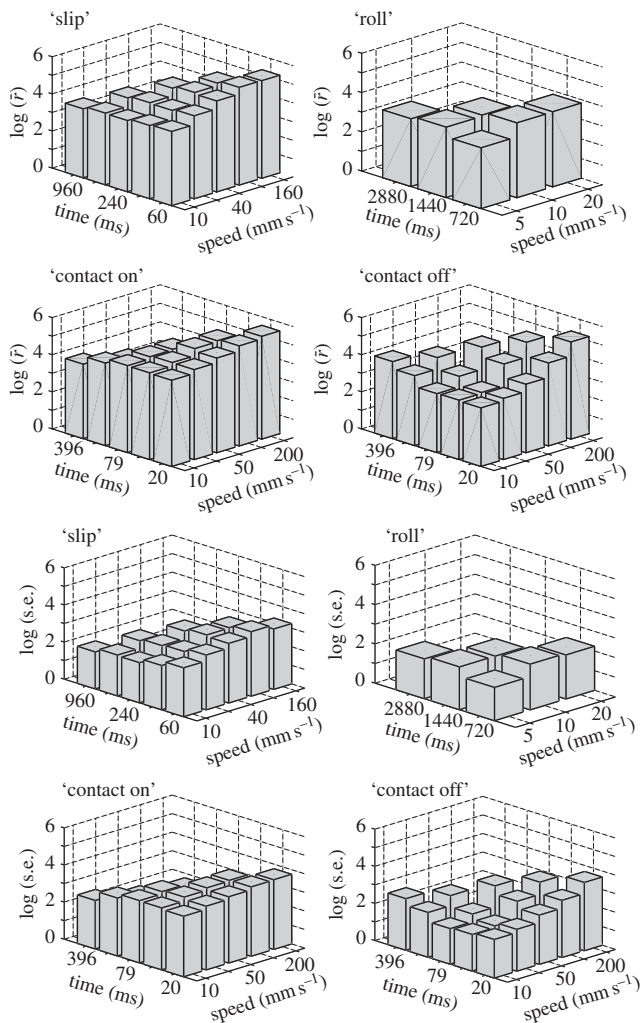 ‘slip’
6
4
2
0
log (r̄)
960
240
60
time (ms)
10
40
160
speed (mm s⁻¹)
‘roll’
6
4
2
0
log (r̄)
2880
1440
720
time (ms)
5
10
20
speed (mm s⁻¹)
‘contact on’
6
4
2
0
log (r̄)
396
79
20
time (ms)
10
50
200
speed (mm s⁻¹)
‘contact off’
6
4
2
0
log (r̄)
396
79
20
time (ms)
10
50
200
speed (mm s⁻¹)
‘slip’
6
4
2
0
log (s.e.)
960
240
60
time (ms)
10
40
160
speed (mm s⁻¹)
‘roll’
6
4
2
0
log (s.e.)
2880
1440
720
time (ms)
5
10
20
speed (mm s⁻¹)
‘contact on’
6
4
2
0
log (s.e.)
396
79
20
time (ms)
10
50
200
speed (mm s⁻¹)
‘contact off’
6
4
2
0
log (s.e.)
396
79
20
time (ms)
10
50
200
speed (mm s⁻¹)